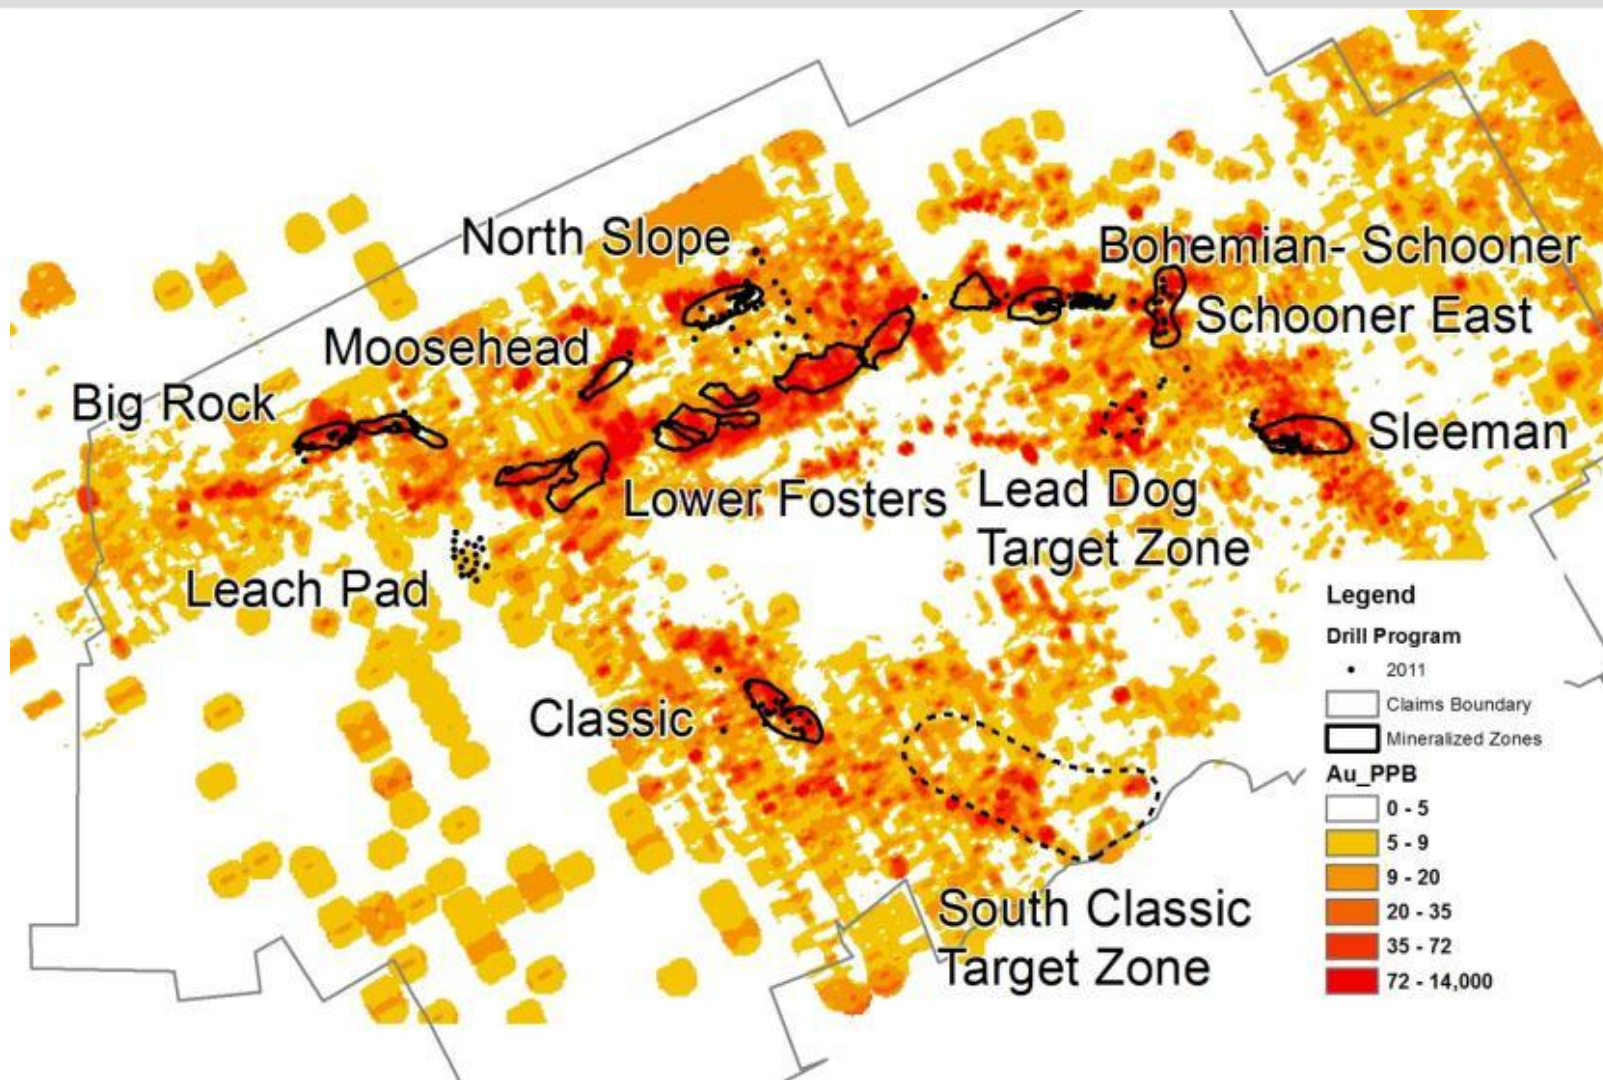 North Slope
Bohemian- Schooner
Schooner East
Moosehead
Big Rock
Sleeman
Lower Fosters
Lead Dog
Target Zone
Leach Pad
Classic
South Classic
Target Zone
Legend
Drill Program
2011
Claims Boundary
Mineralized Zones
Au_PPB
0 - 5
5 - 9
9 - 20
20 - 35
35 - 72
72 - 14,000